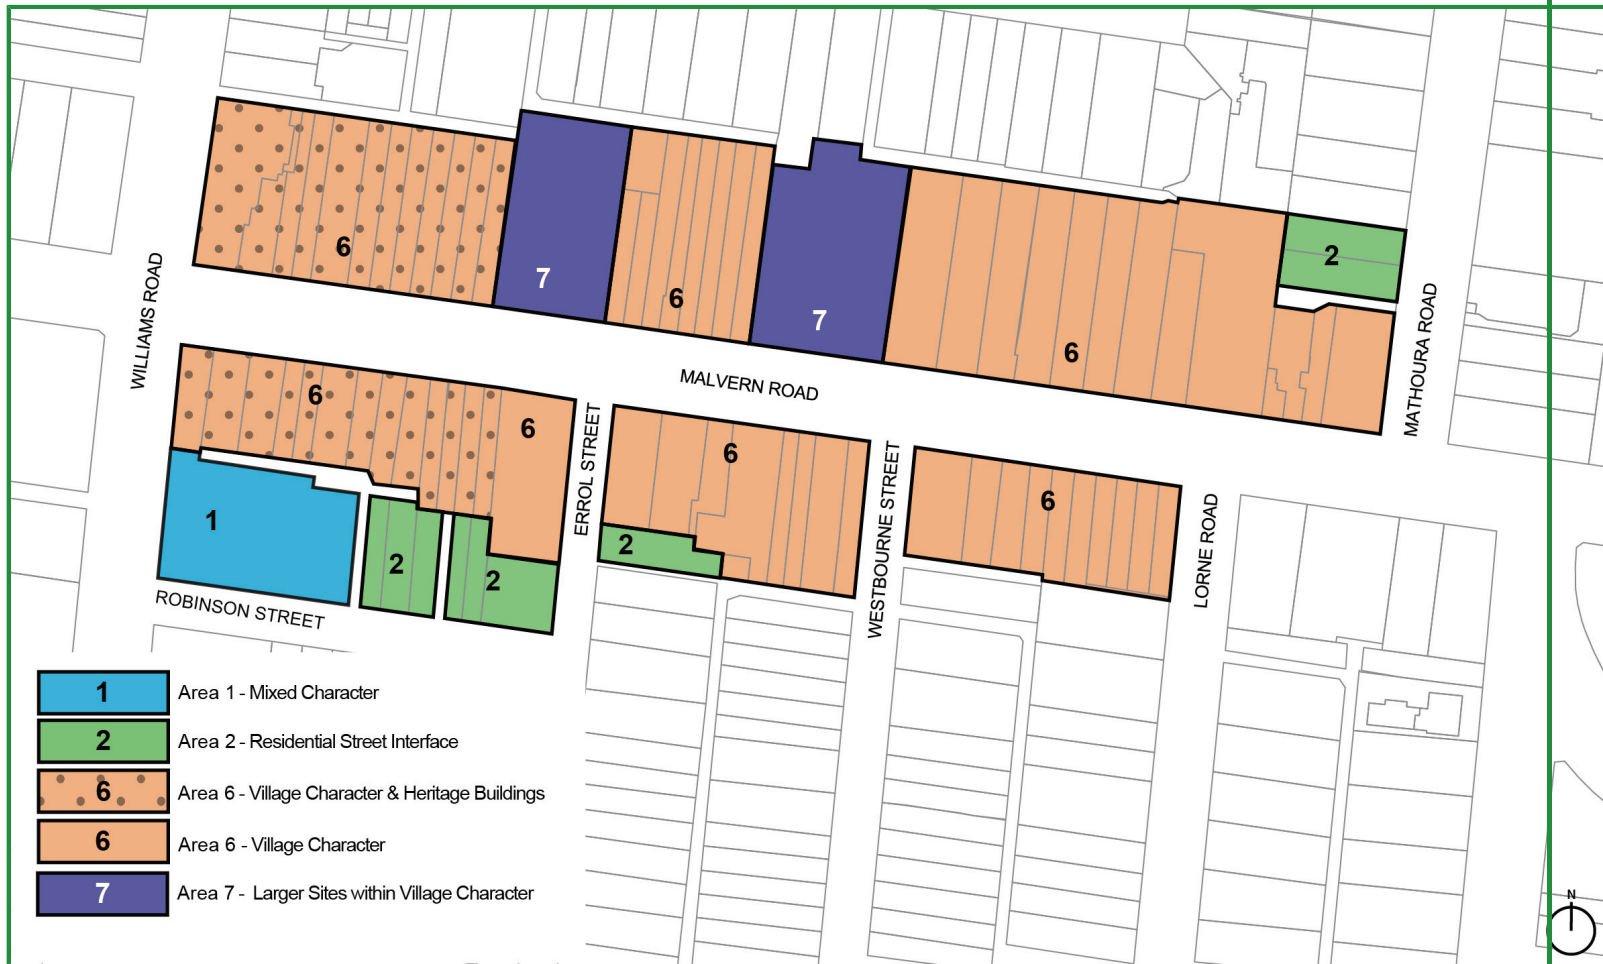 6
7
6
7
6
2
WILLIAMS ROAD
MALVERN ROAD
MATHOURA ROAD
6
6
ERROL STREET
6
WESTBOURNE STREET
6
LORNE ROAD
1
2
2
2
ROBINSON STREET
1 Area 1 - Mixed Character
2 Area 2 - Residential Street Interface
6 Area 6 - Village Character & Heritage Buildings
6 Area 6 - Village Character
7 Area 7 - Larger Sites within Village Character
N